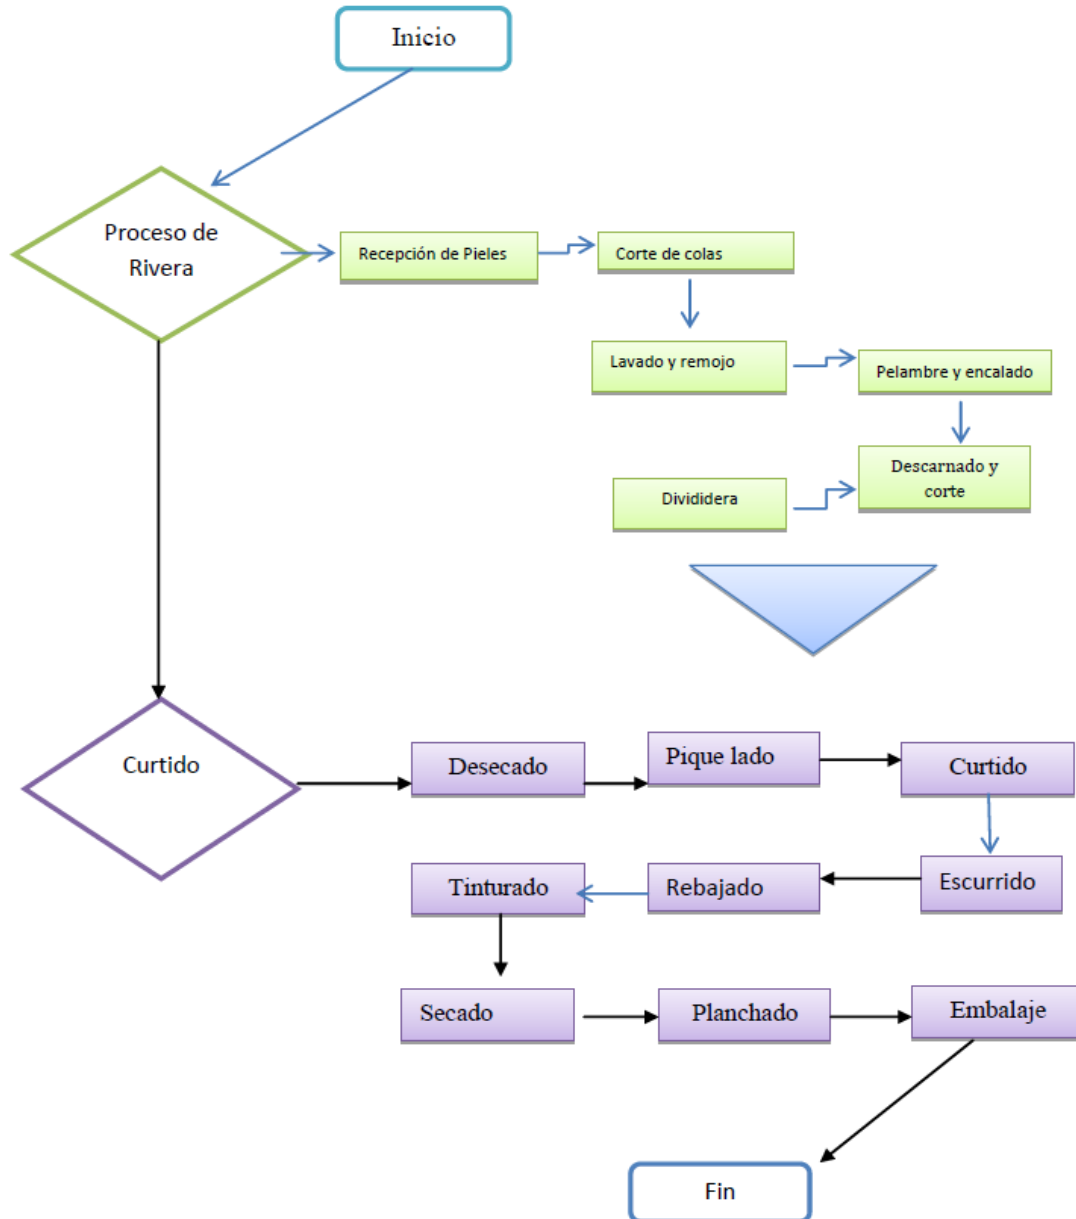 Inicio
Proceso de
Rivera
Recepción de Pieles
Corte de colas
Lavado y remojo
Pelambre y encalado
Descarnado y
corte
Divididera
Curtido
Desecado
Pique lado
Curtido
Escurrido
Rebajado
Tinturado
Secado
Planchado
Embalaje
Fin